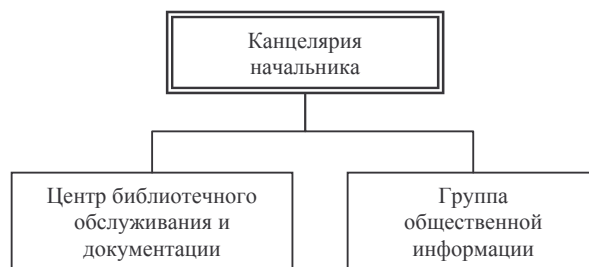 Канцелярия
начальника
Центр библиотечного
обслуживания и
документации
Группа
общественной
информации